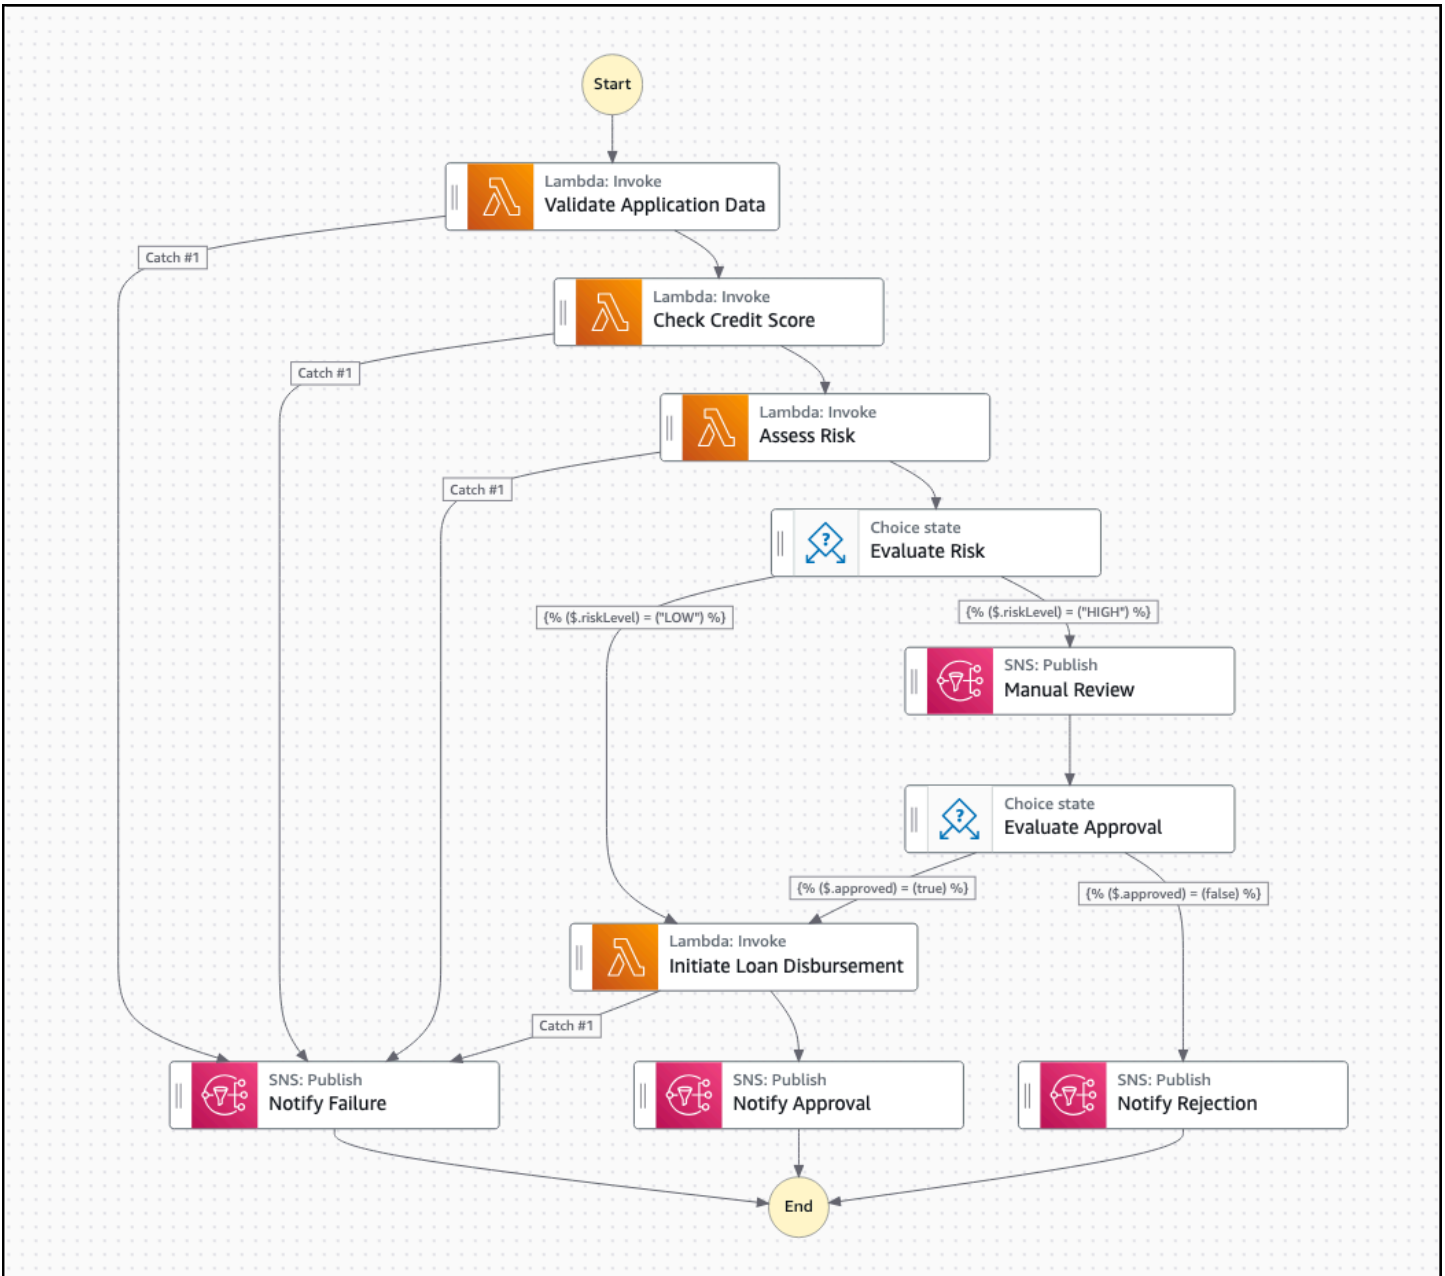 Start
Lambda: Invoke
Validate Application Data
Catch #1
Lambda: Invoke
Check Credit Score
Catch #1
Lambda: Invoke
Assess Risk
Catch #1
Choice state
Evaluate Risk
{% ($.riskLevel) = ("LOW") %}
{% ($.riskLevel) = ("HIGH") %}
SNS: Publish
Manual Review
Choice state
Evaluate Approval
{% ($.approved) = (true) %}
{% ($.approved) = (false) %}
Lambda: Invoke
Initiate Loan Disbursement
Catch #1
SNS: Publish
Notify Failure
SNS: Publish
Notify Approval
SNS: Publish
Notify Rejection
End